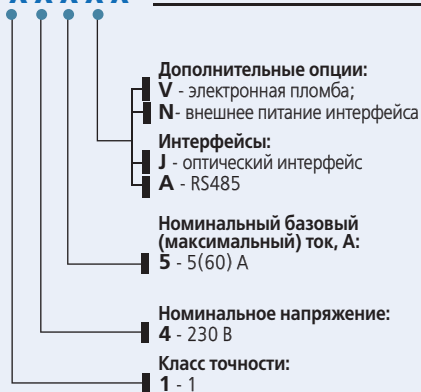 Дополнительные опции:
V - электронная пломба;
N- внешнее питание интерфейса
Интерфейсы:
J - оптический интерфейс
A - RS485
Номинальный базовый
(максимальный) ток, А:
5 - 5(60) А
Номинальное напряжение:
4 - 230 В
Класс точности:
1 - 1